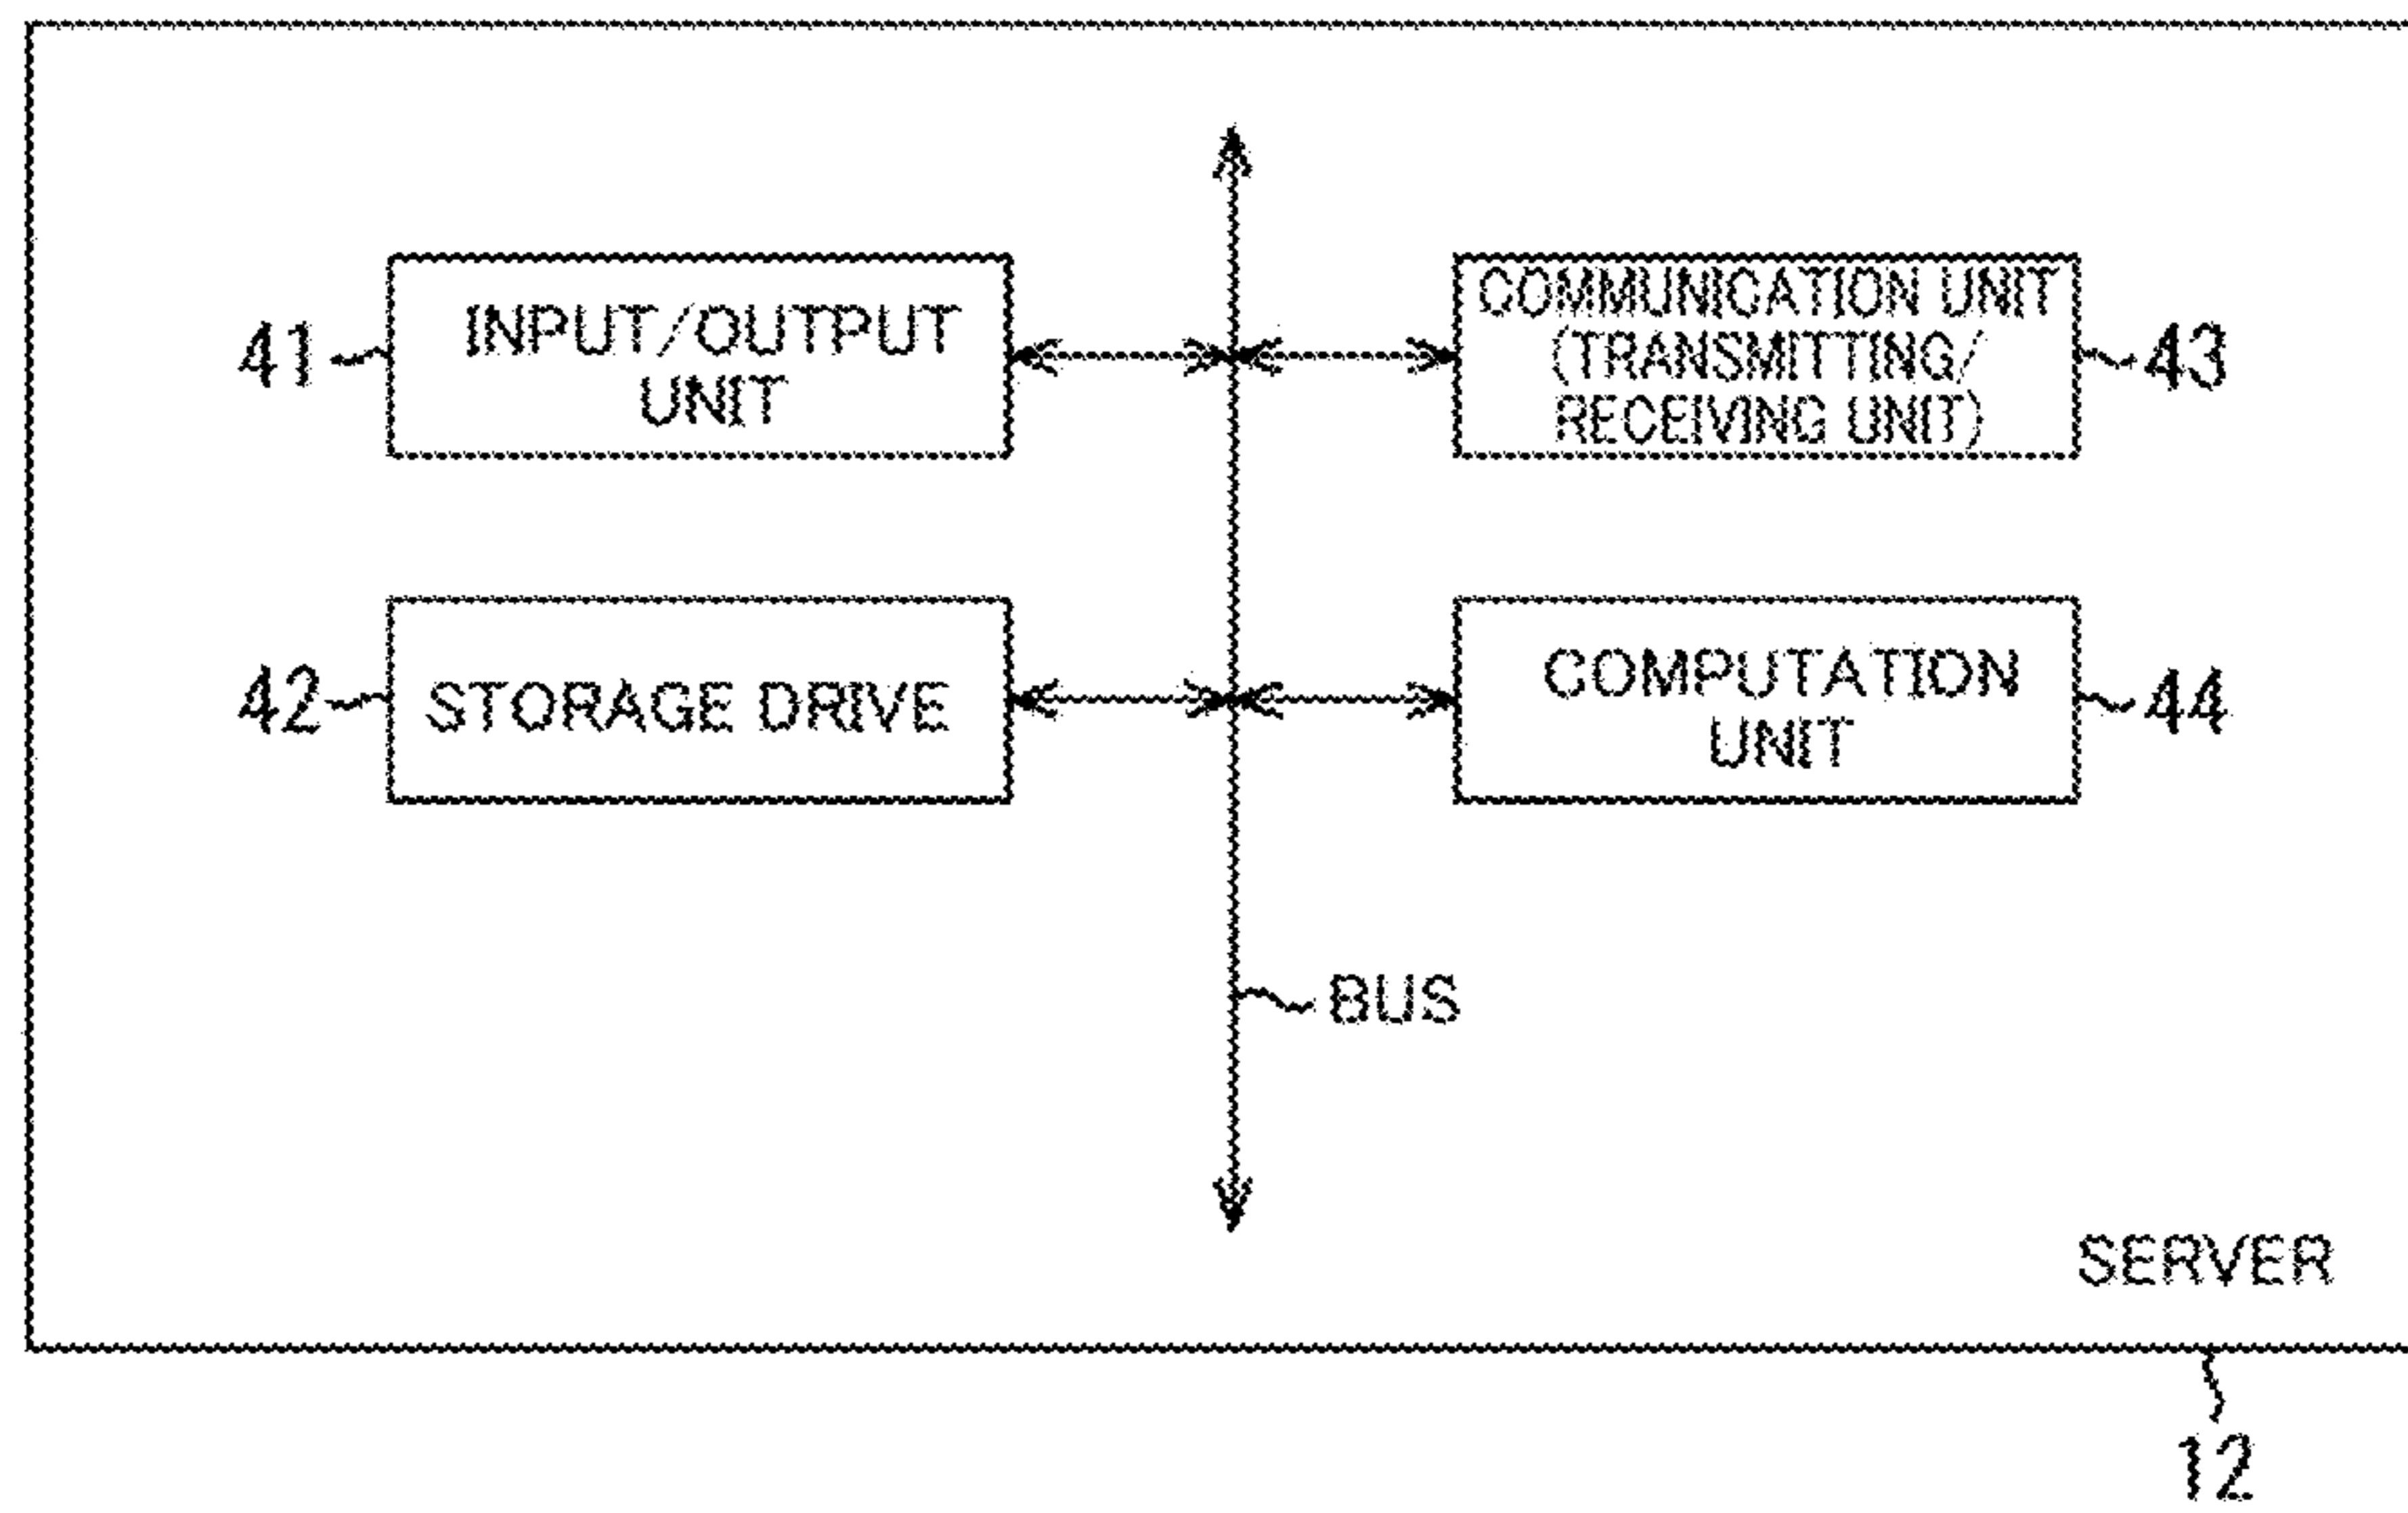 41
INPUT/OUTPUT
UNIT
COMMUNICATION UNIT
(TRANSMITTING/
RECEIVING UNIT)
43
42
STORAGE DRIVE
COMPUTATION
UNIT
44
BUS
SERVER
12